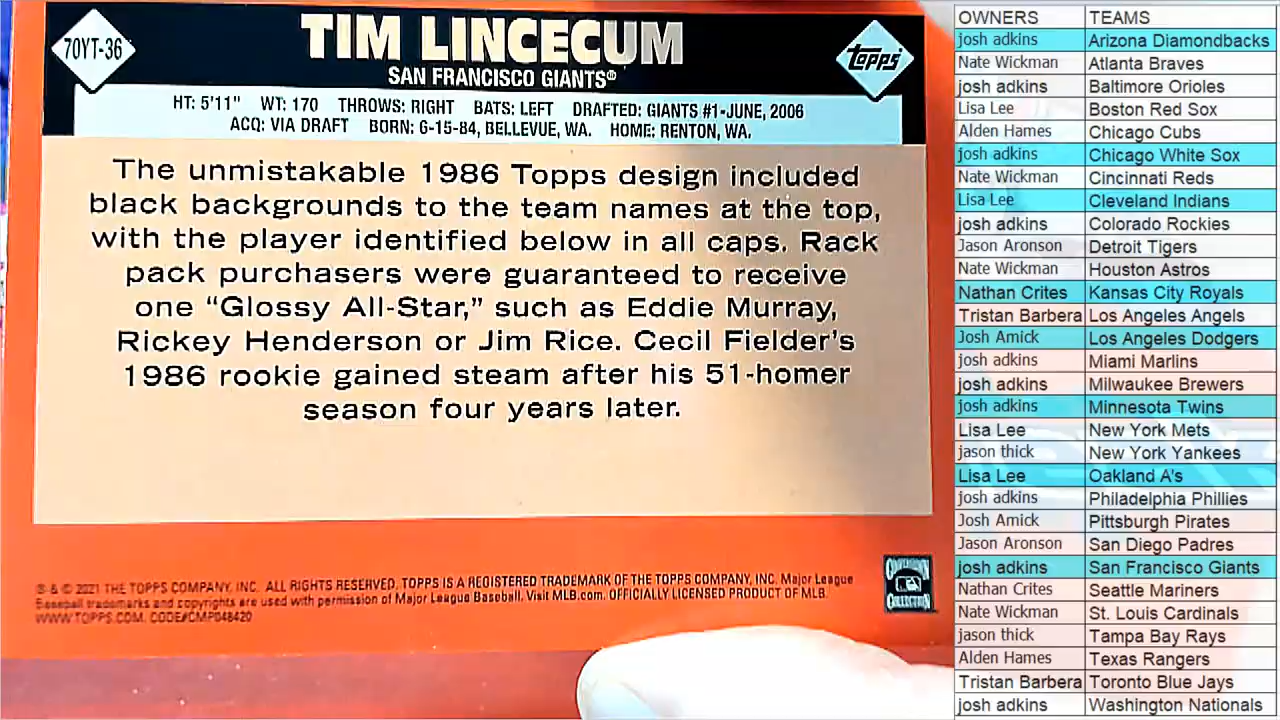 70YT-36
TIM LINCECUM
SAN FRANCISCO GIANTS®
topps
HT: 5'11" WT: 170 THROWS: RIGHT BATS: LEFT DRAFTED: GIANTS #1-JUNE, 2006
ACQ: VIA DRAFT BORN: 6-15-84, BELLEVUE, WA. HOME: RENTON, WA.
The unmistakable 1986 Topps design included
black backgrounds to the team names at the top,
with the player identified below in all caps. Rack
pack purchasers were guaranteed to receive
one “Glossy All-Star,” such as Eddie Murray,
Rickey Henderson or Jim Rice. Cecil Fielder's
1986 rookie gained steam after his 51-homer
season four years later.
® & © 2021 THE TOPPS COMPANY, INC. ALL RIGHTS RESERVED. TOPPS IS A REGISTERED TRADEMARK OF THE TOPPS COMPANY, INC. Major League
Baseball trademarks and copyrights are used with permission of Major League Baseball. Visit MLB.com. OFFICIALLY LICENSED PRODUCT OF MLB.
WWW.TOPPS.COM. CODE#CMP048420
COLLECTION
OWNERS TEAMS
josh adkins Arizona Diamondbacks
Nate Wickman Atlanta Braves
josh adkins Baltimore Orioles
Lisa Lee Boston Red Sox
Alden Hames Chicago Cubs
josh adkins Chicago White Sox
Nate Wickman Cincinnati Reds
Lisa Lee Cleveland Indians
josh adkins Colorado Rockies
Jason Aronson Detroit Tigers
Nate Wickman Houston Astros
Nathan Crites Kansas City Royals
Tristan Barbera Los Angeles Angels
Josh Amick Los Angeles Dodgers
josh adkins Miami Marlins
josh adkins Milwaukee Brewers
josh adkins Minnesota Twins
Lisa Lee New York Mets
jason thick New York Yankees
Lisa Lee Oakland A's
josh adkins Philadelphia Phillies
Josh Amick Pittsburgh Pirates
Jason Aronson San Diego Padres
josh adkins San Francisco Giants
Nathan Crites Seattle Mariners
Nate Wickman St. Louis Cardinals
jason thick Tampa Bay Rays
Alden Hames Texas Rangers
Tristan Barbera Toronto Blue Jays
josh adkins Washington Nationals